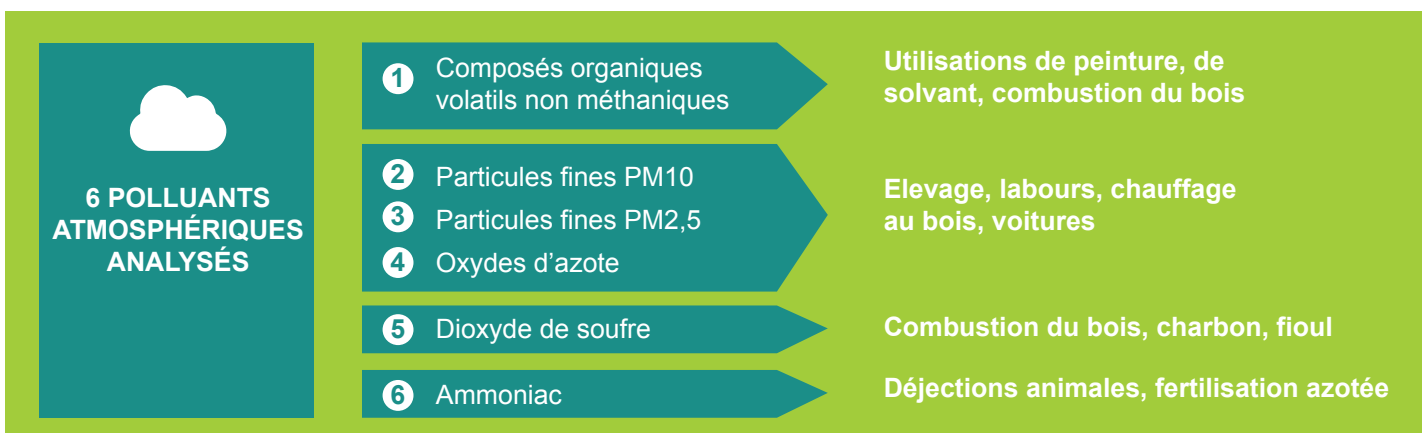 6 POLLUANTS
ATMOSPHÉRIQUES
ANALYSÉS
1 Composés organiques
volatils non méthaniques
Utilisations de peinture, de
solvant, combustion du bois
2 Particules fines PM10
3 Particules fines PM2,5
4 Oxydes d’azote
Elevage, labours, chauffage
au bois, voitures
5 Dioxyde de soufre
Combustion du bois, charbon, fioul
6 Ammoniac
Déjections animales, fertilisation azotée